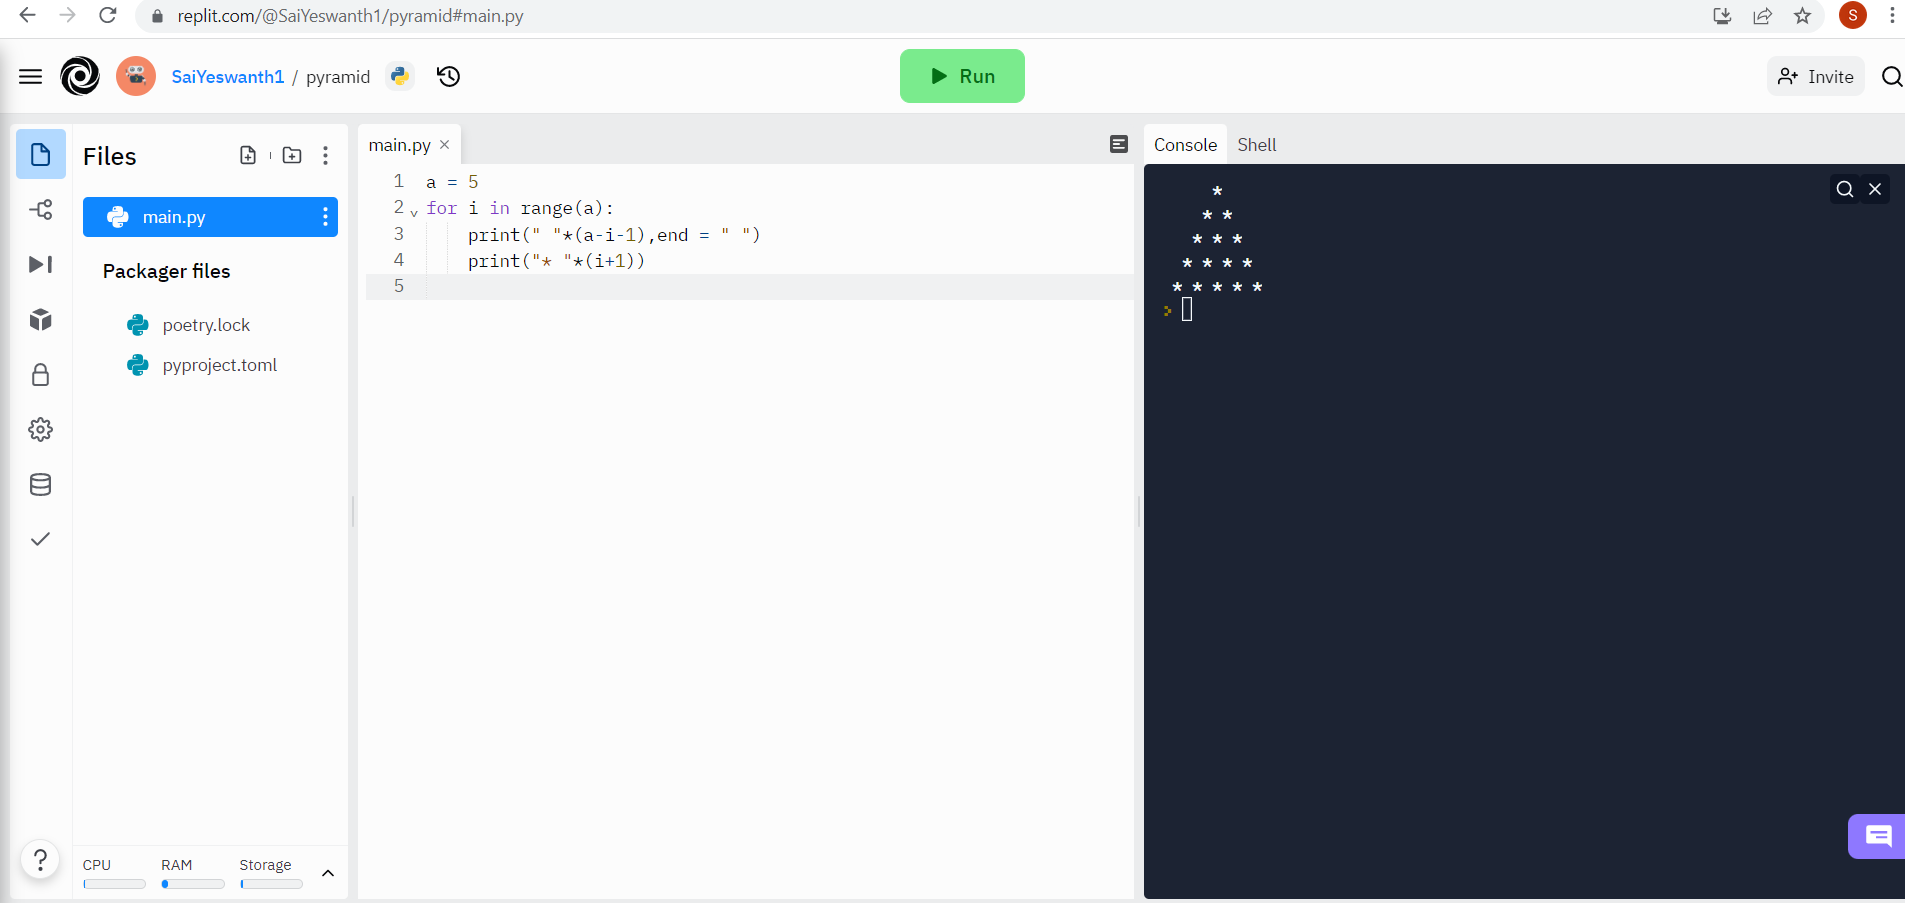 replit.com/@SaiYeswanth1/pyramid#main.py
S
SaiYeswanth1 / pyramid
Run
Invite
Files
main.py
Packager files
poetry.lock
pyproject.toml
CPU RAM Storage
?
main.py ×
1 a = 5
2 for i in range(a):
3     print(" "*(a-i-1),end = " ")
4     print("* "*(i+1))
5
Console Shell
     *
    * *
   * * *
  * * * *
 * * * * *
>